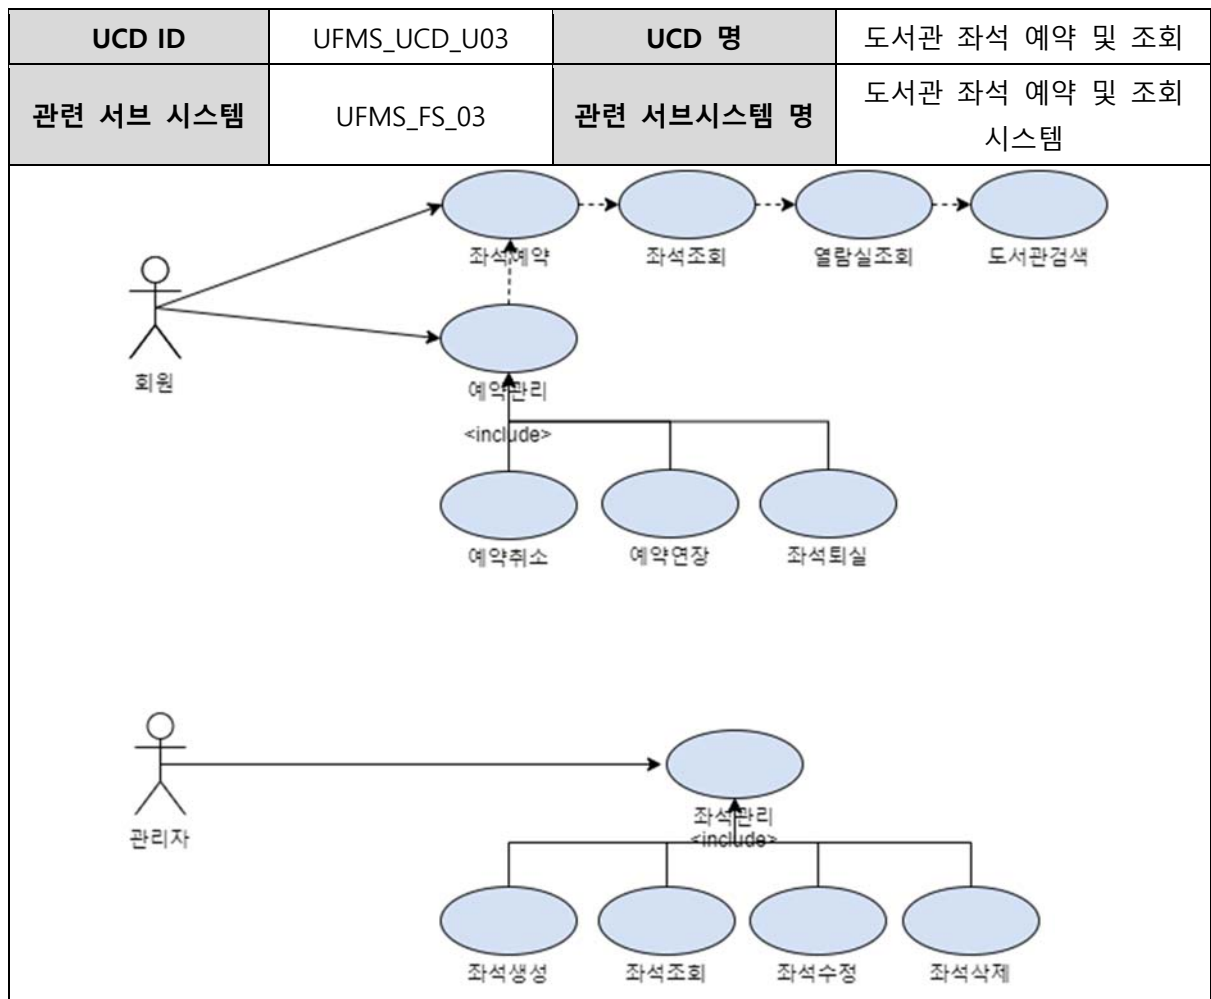 UCD ID UFMS_UCD_U03 UCD 명 도서관 좌석 예약 및 조회
관련 서브 시스템 UFMS_FS_03 관련 서브시스템 명 도서관 좌석 예약 및 조회
시스템
좌석예약 좌석조회 열람실조회 도서관검색
회원
예약관리
<include>
예약취소 예약연장 좌석퇴실
좌석관리
<include>
관리자
좌석생성 좌석조회 좌석수정 좌석삭제